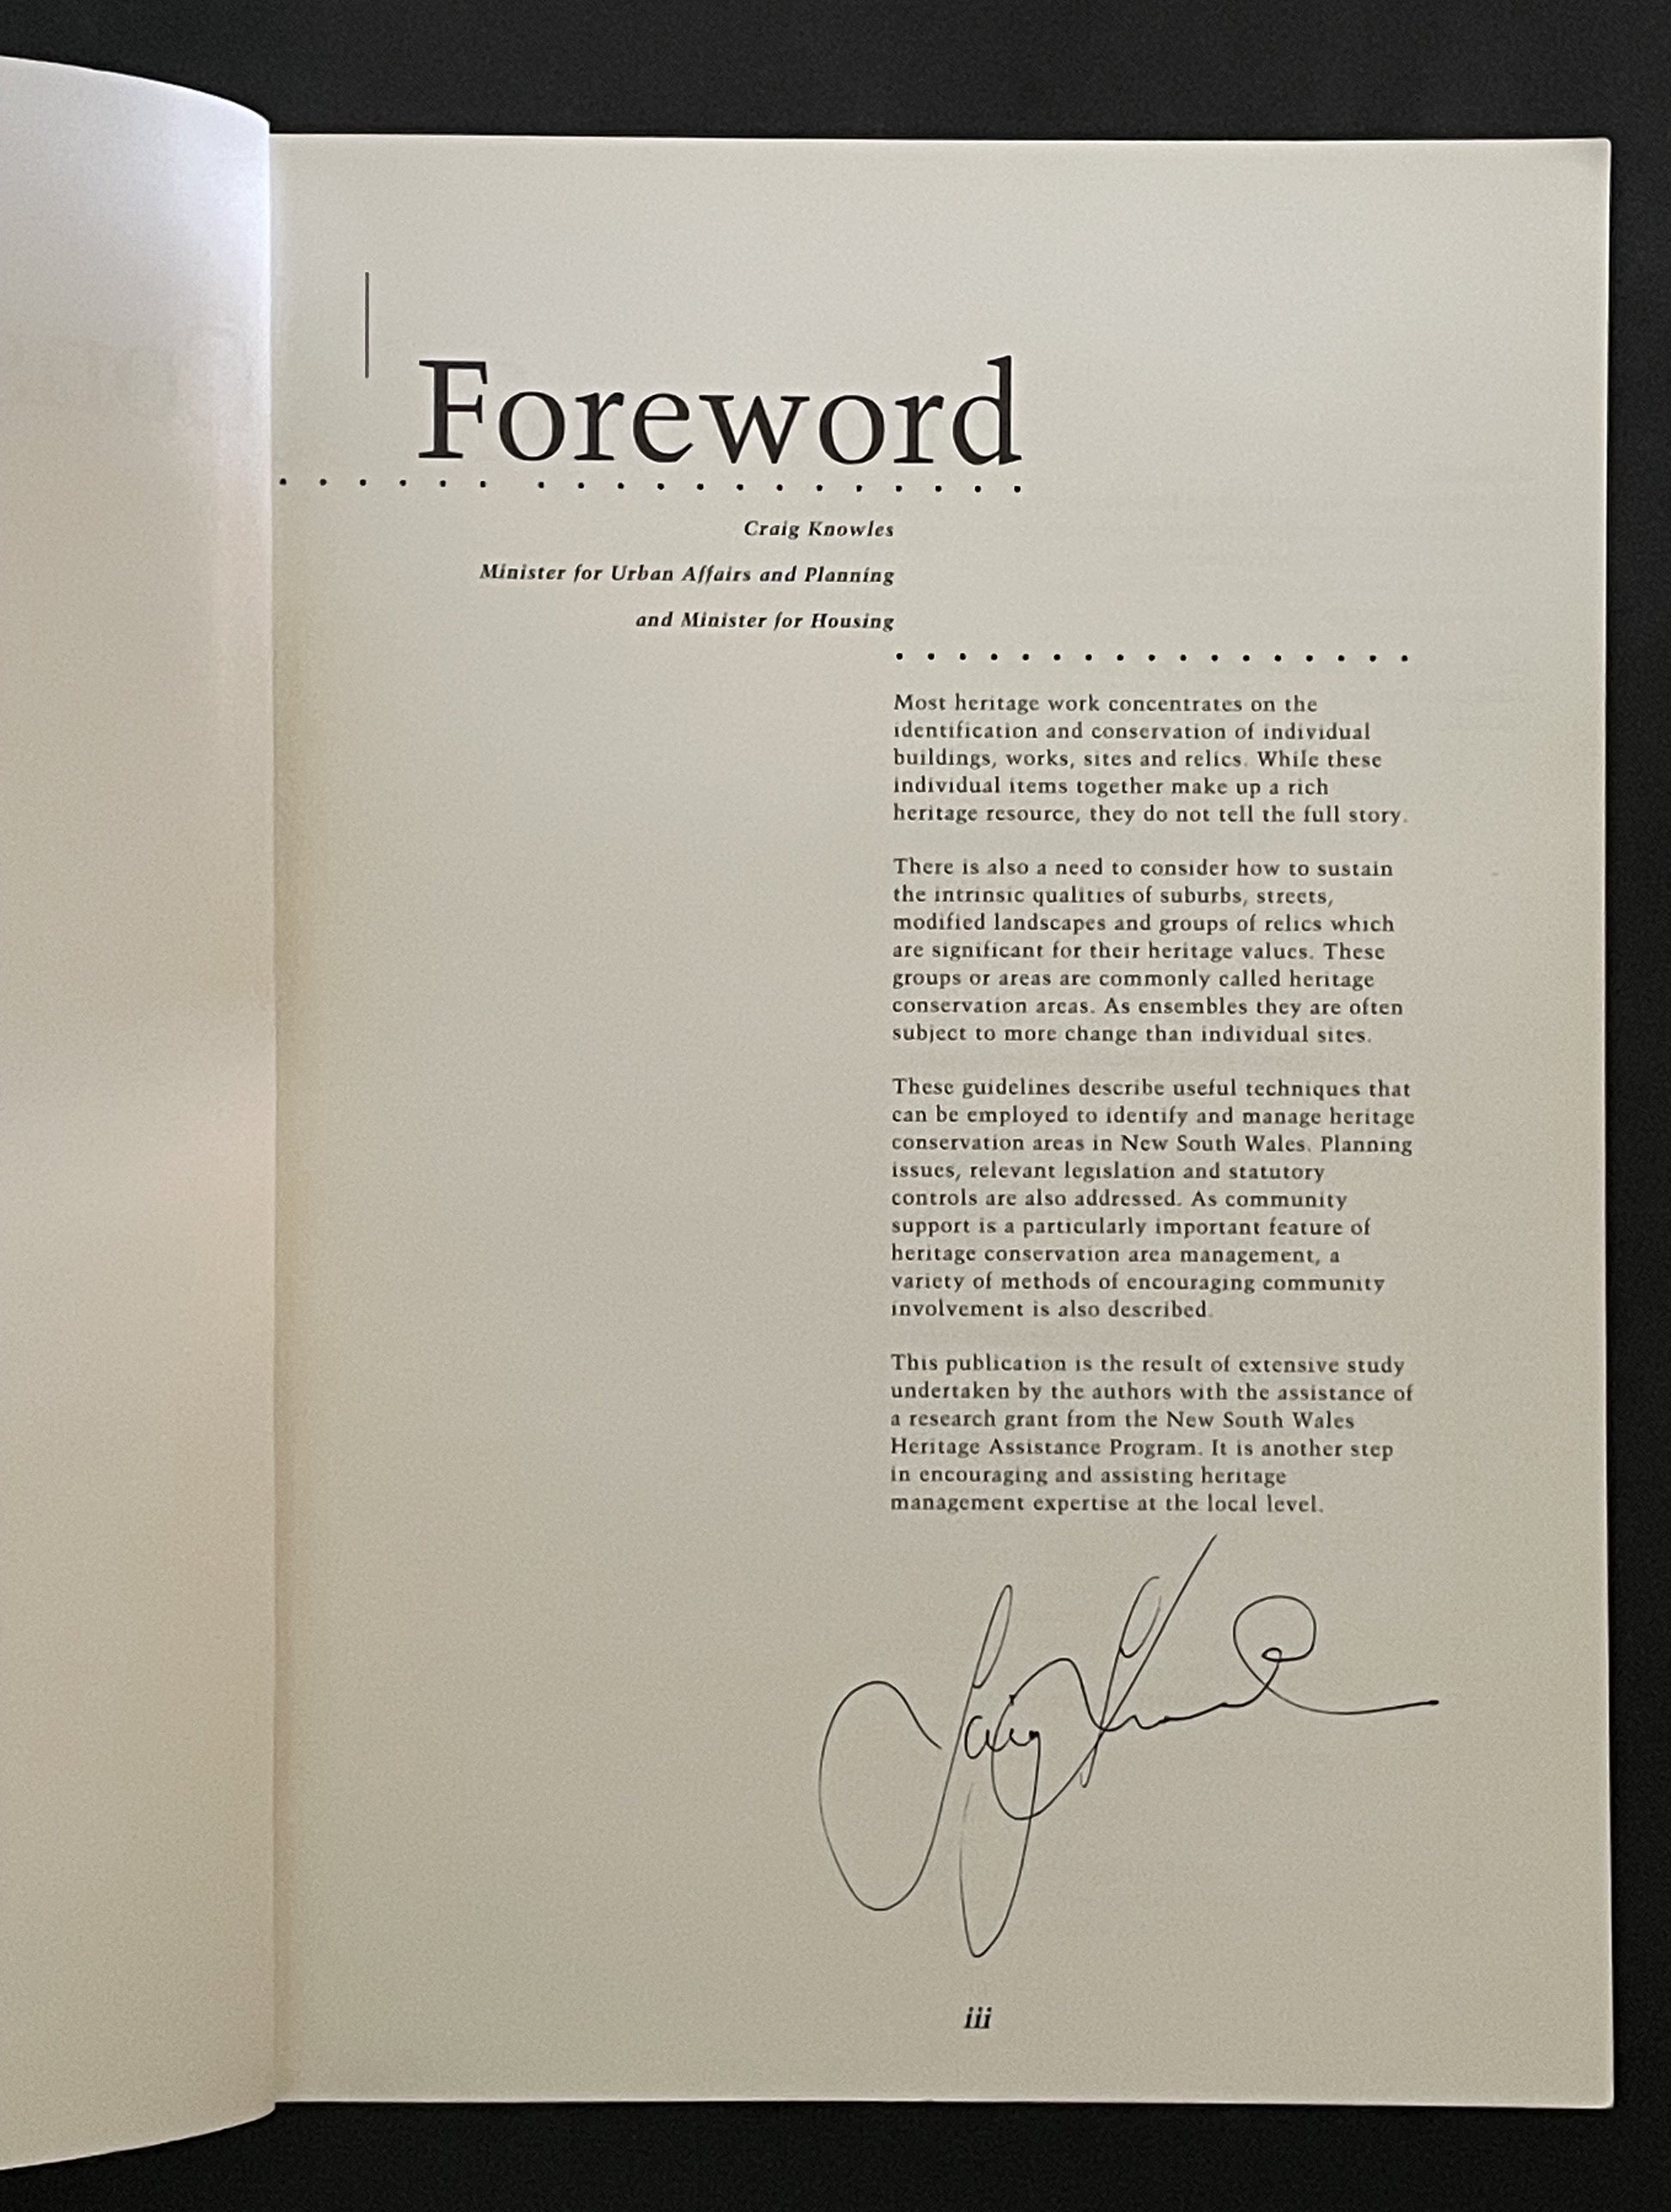 Foreword
Craig Knowles
Minister for Urban Affairs and Planning
and Minister for Housing
Most heritage work concentrates on the
identification and conservation of individual
buildings, works, sites and relics. While these
individual items together make up a rich
heritage resource, they do not tell the full story.
There is also a need to consider how to sustain
the intrinsic qualities of suburbs, streets,
modified landscapes and groups of relics which
are significant for their heritage values. These
groups or areas are commonly called heritage
conservation areas. As ensembles they are often
subject to more change than individual sites.
These guidelines describe useful techniques that
can be employed to identify and manage heritage
conservation areas in New South Wales. Planning
issues, relevant legislation and statutory
controls are also addressed. As community
support is a particularly important feature of
heritage conservation area management, a
variety of methods of encouraging community
involvement is also described.
This publication is the result of extensive study
undertaken by the authors with the assistance of
a research grant from the New South Wales
Heritage Assistance Program. It is another step
in encouraging and assisting heritage
management expertise at the local level.
Craig Knowles
iii